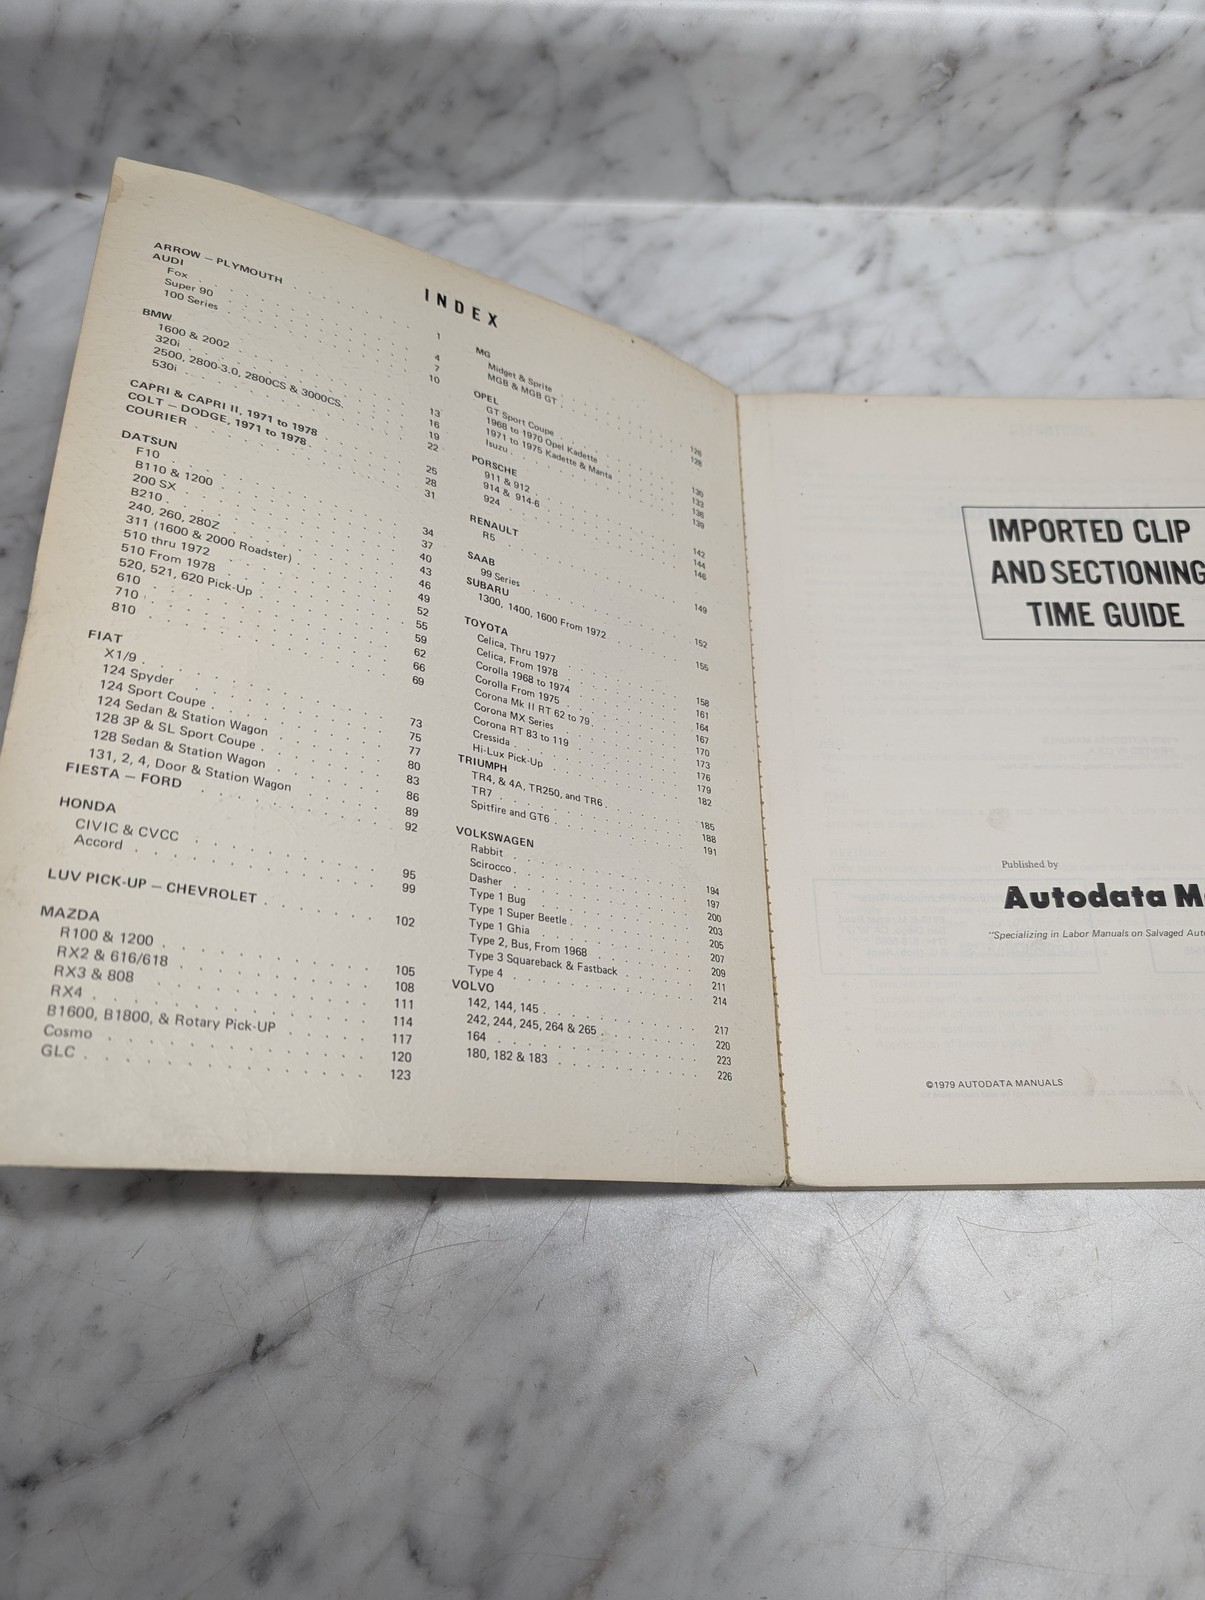 INDEX
ARROW — PLYMOUTH 1
AUDI
Fox 4
Super 90 7
100 Series 10
BMW
1600 & 2002 13
320i 16
2500, 2800-3.0, 2800CS & 3000CS. 19
530i 22
CAPRI & CAPRI II, 1971 to 1978 25
COLT — DODGE, 1971 to 1978 28
COURIER 31
DATSUN
F10 34
B110 & 1200 37
200 SX 40
B210 43
240, 260, 280Z 46
311 (1600 & 2000 Roadster) 49
510 thru 1972 52
510 From 1978 55
520, 521, 620 Pick-Up 59
610 62
710 66
810 69
FIAT
X1/9 73
124 Spyder 75
124 Sport Coupe 77
124 Sedan & Station Wagon 80
128 3P & SL Sport Coupe 83
128 Sedan & Station Wagon 86
131, 2, 4, Door & Station Wagon 89
FIESTA — FORD 92
HONDA
CIVIC & CVCC 95
Accord 99
LUV PICK-UP — CHEVROLET 102
MAZDA
R100 & 1200 105
RX2 & 616/618 108
RX3 & 808 111
RX4 114
B1600, B1800, & Rotary Pick-UP 117
Cosmo 120
GLC 123
MG
Midget & Sprite 126
MGB & MGB GT 128
OPEL
GT Sport Coupe 130
1968 to 1970 Opel Kadette 133
1971 to 1975 Kadette & Manta 136
Isuzu 139
PORSCHE
911 & 912 142
914 & 914-6 144
924 146
RENAULT
R5 149
SAAB
99 Series 152
SUBARU
1300, 1400, 1600 From 1972 155
TOYOTA
Celica, Thru 1977 158
Celica, From 1978 161
Corolla 1968 to 1974 164
Corolla From 1975 167
Corona Mk II RT 62 to 79 170
Corona MX Series 173
Corona RT 83 to 119 176
Cressida 179
Hi-Lux Pick-Up 182
TRIUMPH
TR4, & 4A, TR250, and TR6 185
TR7 188
Spitfire and GT6 191
VOLKSWAGEN
Rabbit 194
Scirocco 197
Dasher 200
Type 1 Bug 203
Type 1 Super Beetle 205
Type 1 Ghia 207
Type 2, Bus, From 1968 209
Type 3 Squareback & Fastback 211
Type 4 214
VOLVO
142, 144, 145 217
242, 244, 245, 264 & 265 220
164 223
180, 182 & 183 226
IMPORTED CLIP
AND SECTIONING
TIME GUIDE
Published by
Autodata M
"Specializing in Labor Manuals on Salvaged Auto
©1979 AUTODATA MANUALS